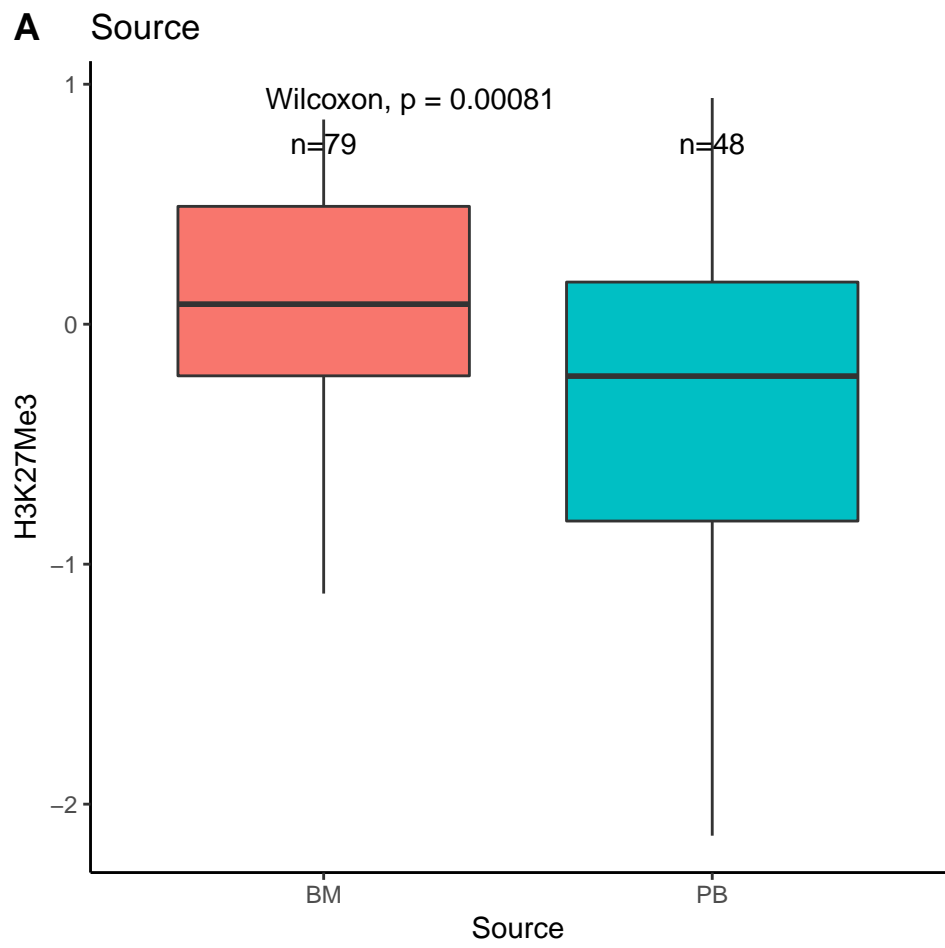 A Source
1
Wilcoxon, p = 0.00081
n=79
n=48
0
−1
−2
H3K27Me3
BM
PB
Source